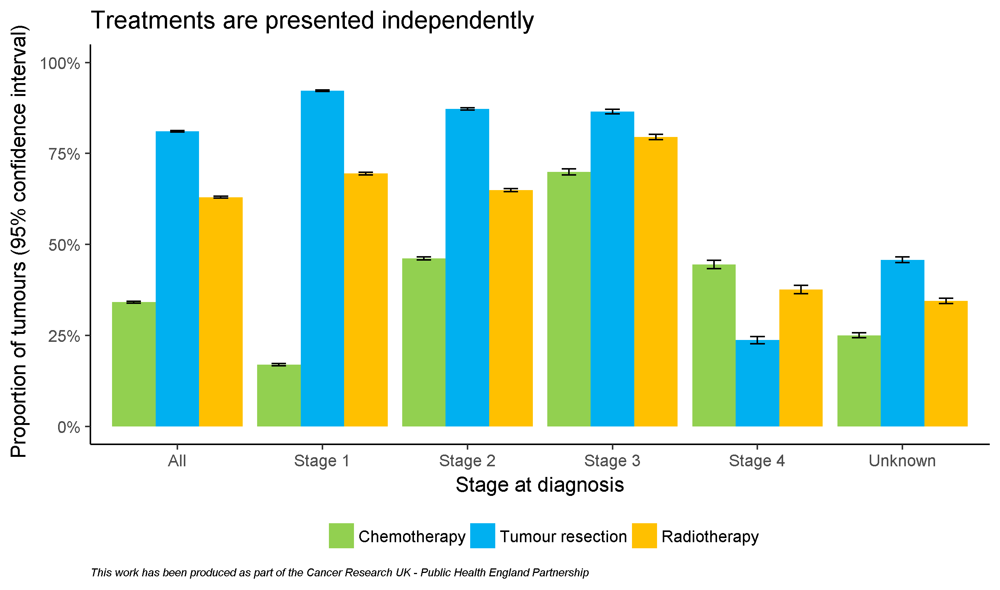 Treatments are presented independently
Proportion of tumours (95% confidence interval)
100%
75%
50%
25%
0%
All
Stage 1
Stage 2
Stage 3
Stage 4
Unknown
Stage at diagnosis
Chemotherapy
Tumour resection
Radiotherapy
This work has been produced as part of the Cancer Research UK - Public Health England Partnership